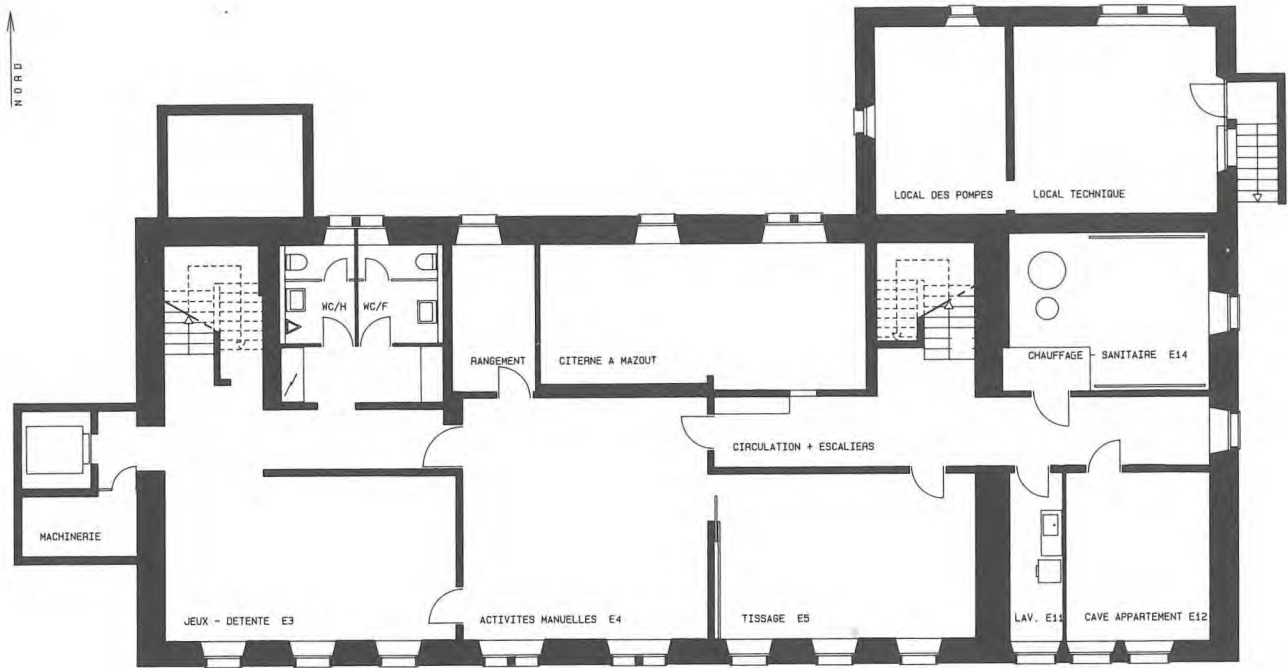 NORD
LOCAL DES POMPES
LOCAL TECHNIQUE
WC/H
WC/F
RANGEMENT
CITERNE A MAZOUT
CHAUFFAGE - SANITAIRE E14
CIRCULATION + ESCALIERS
MACHINERIE
JEUX - DETENTE E3
ACTIVITES MANUELLES E4
TISSAGE E5
LAV. E11
CAVE APPARTEMENT E12